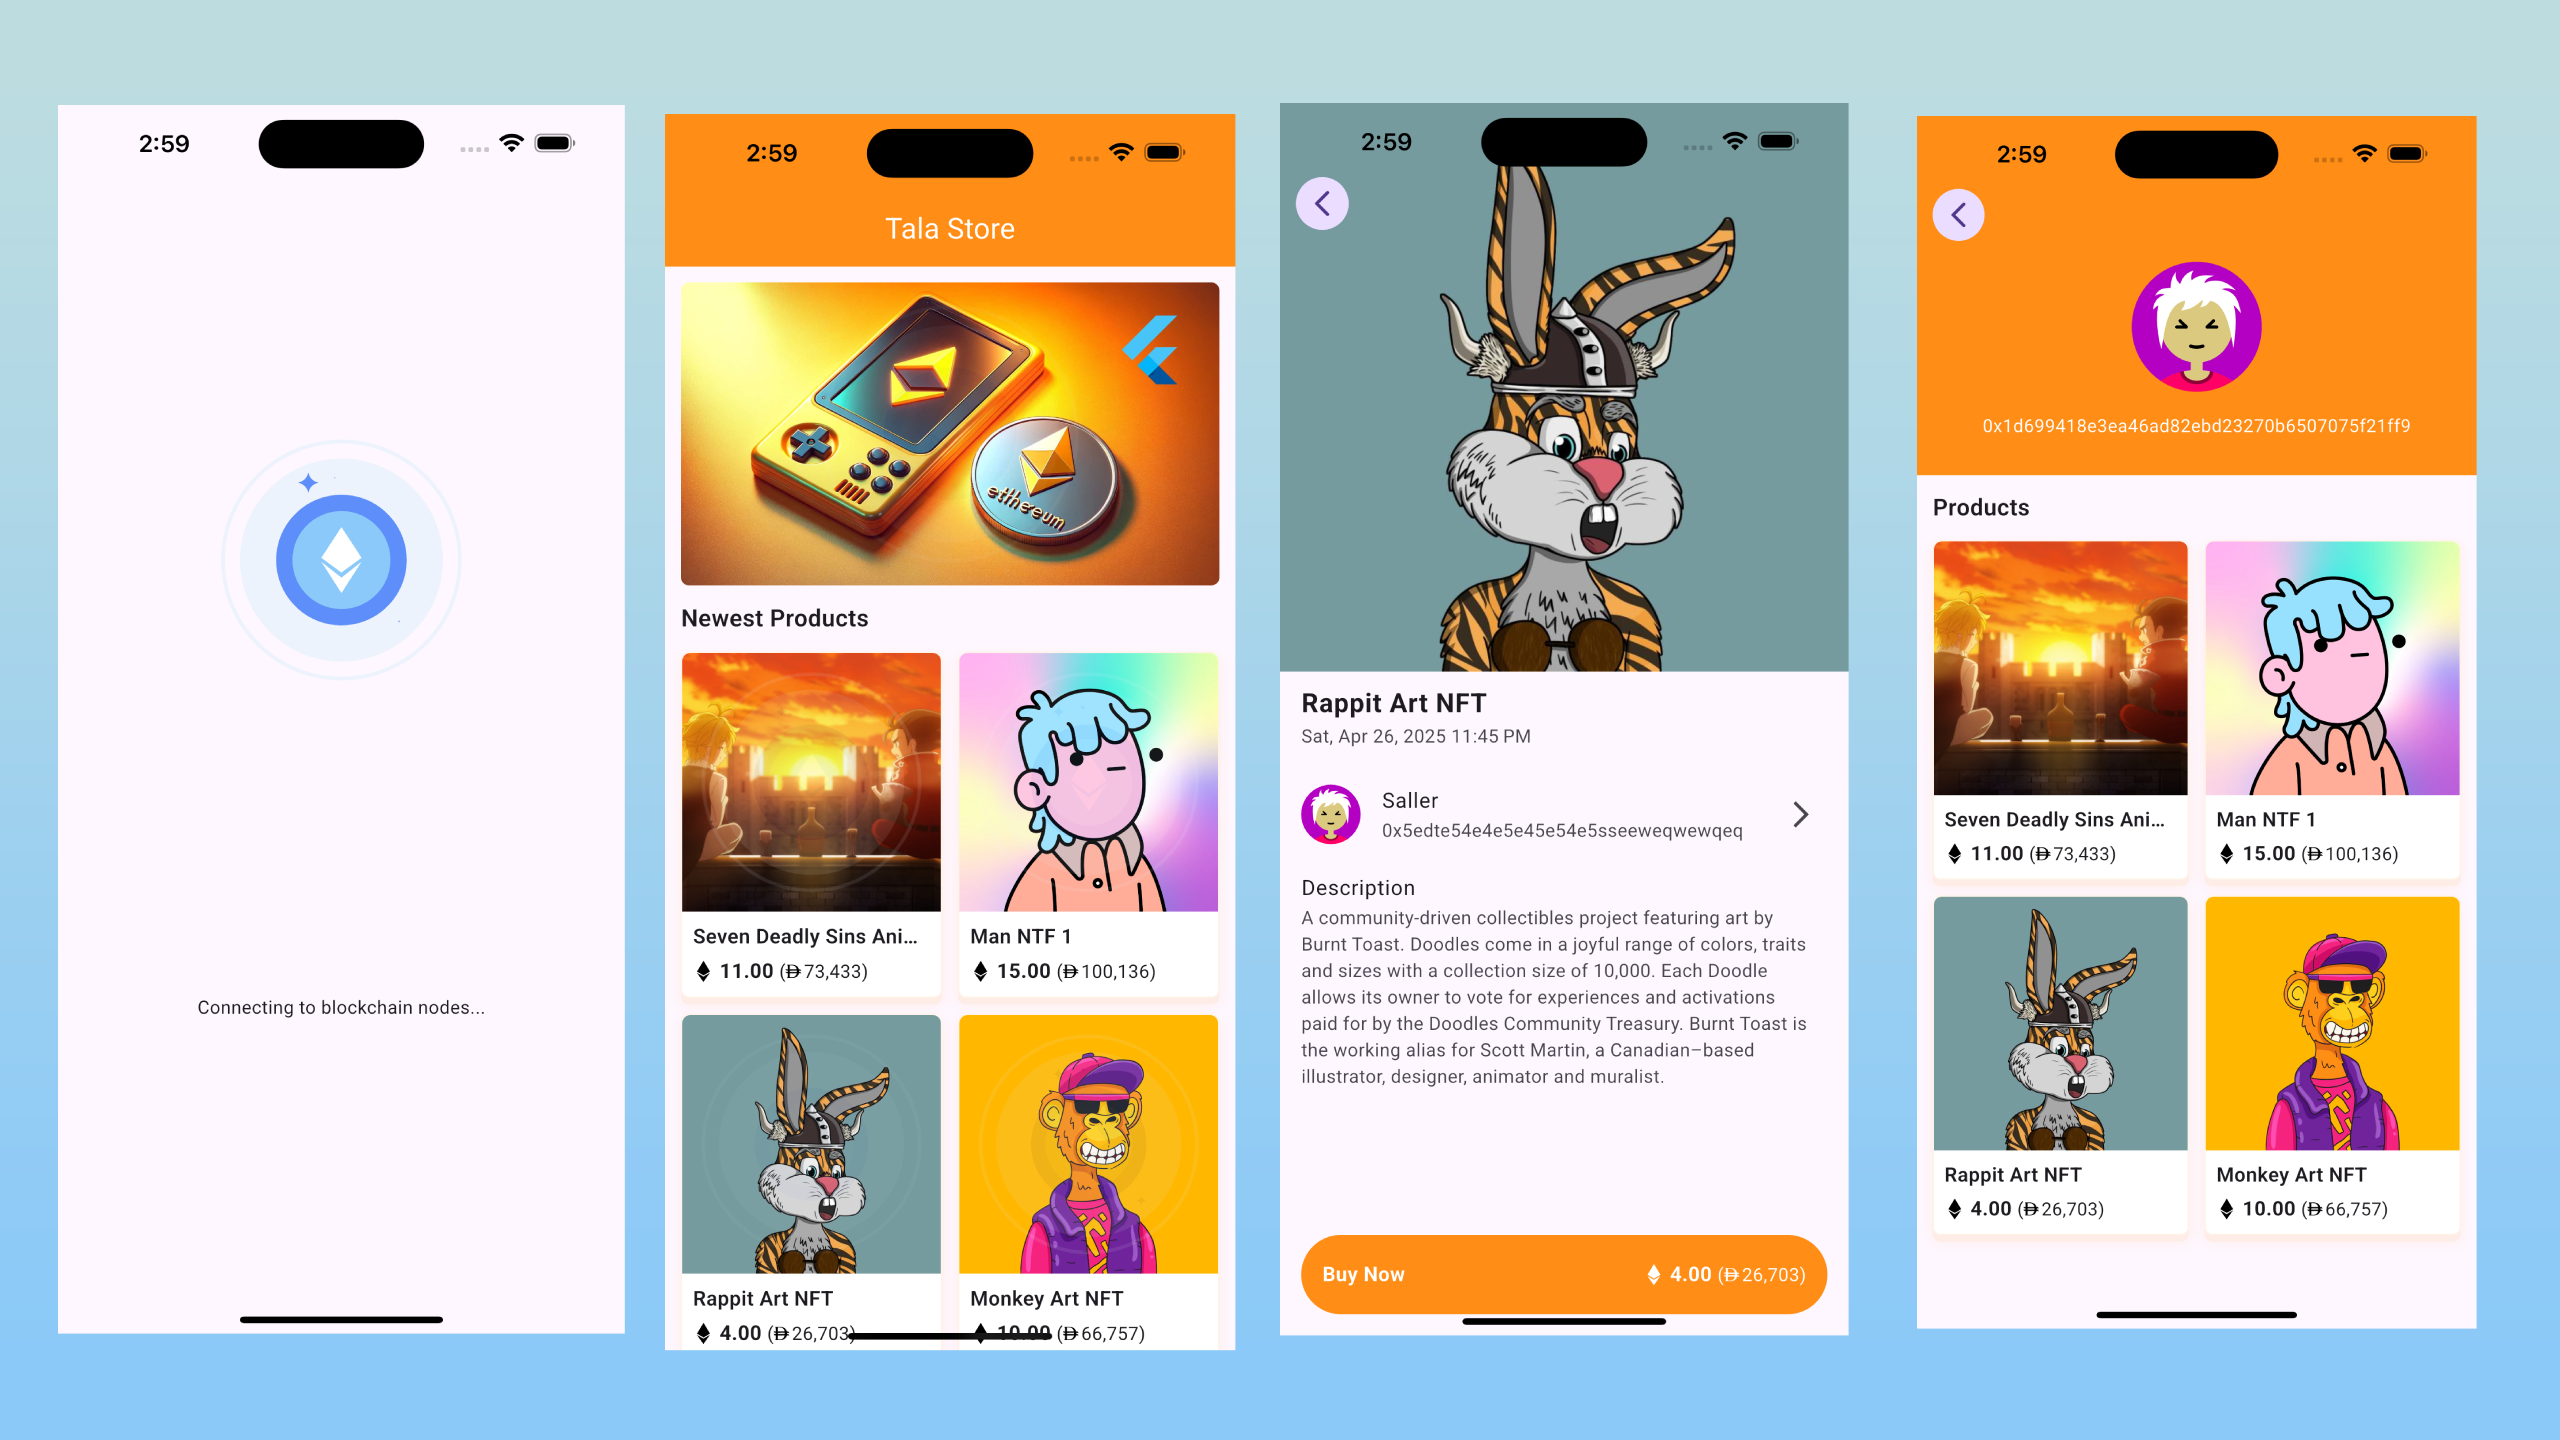 2:59
Connecting to blockchain nodes...
2:59
Tala Store
ethereum
Newest Products
Seven Deadly Sins Ani...
11.00 (73,433)
Man NTF 1
15.00 (100,136)
Rappit Art NFT
4.00 (26,703)
Monkey Art NFT
10.00 (66,757)
2:59
Rappit Art NFT
Sat, Apr 26, 2025 11:45 PM
Saller
0x5edte54e4e5e45e54e5sseeweqwewqeq
Description
A community-driven collectibles project featuring art by
Burnt Toast. Doodles come in a joyful range of colors, traits
and sizes with a collection size of 10,000. Each Doodle
allows its owner to vote for experiences and activations
paid for by the Doodles Community Treasury. Burnt Toast is
the working alias for Scott Martin, a Canadian–based
illustrator, designer, animator and muralist.
Buy Now 4.00 (26,703)
2:59
0x1d699418e3ea46ad82ebd23270b6507075f21ff9
Products
Seven Deadly Sins Ani...
11.00 (73,433)
Man NTF 1
15.00 (100,136)
Rappit Art NFT
4.00 (26,703)
Monkey Art NFT
10.00 (66,757)